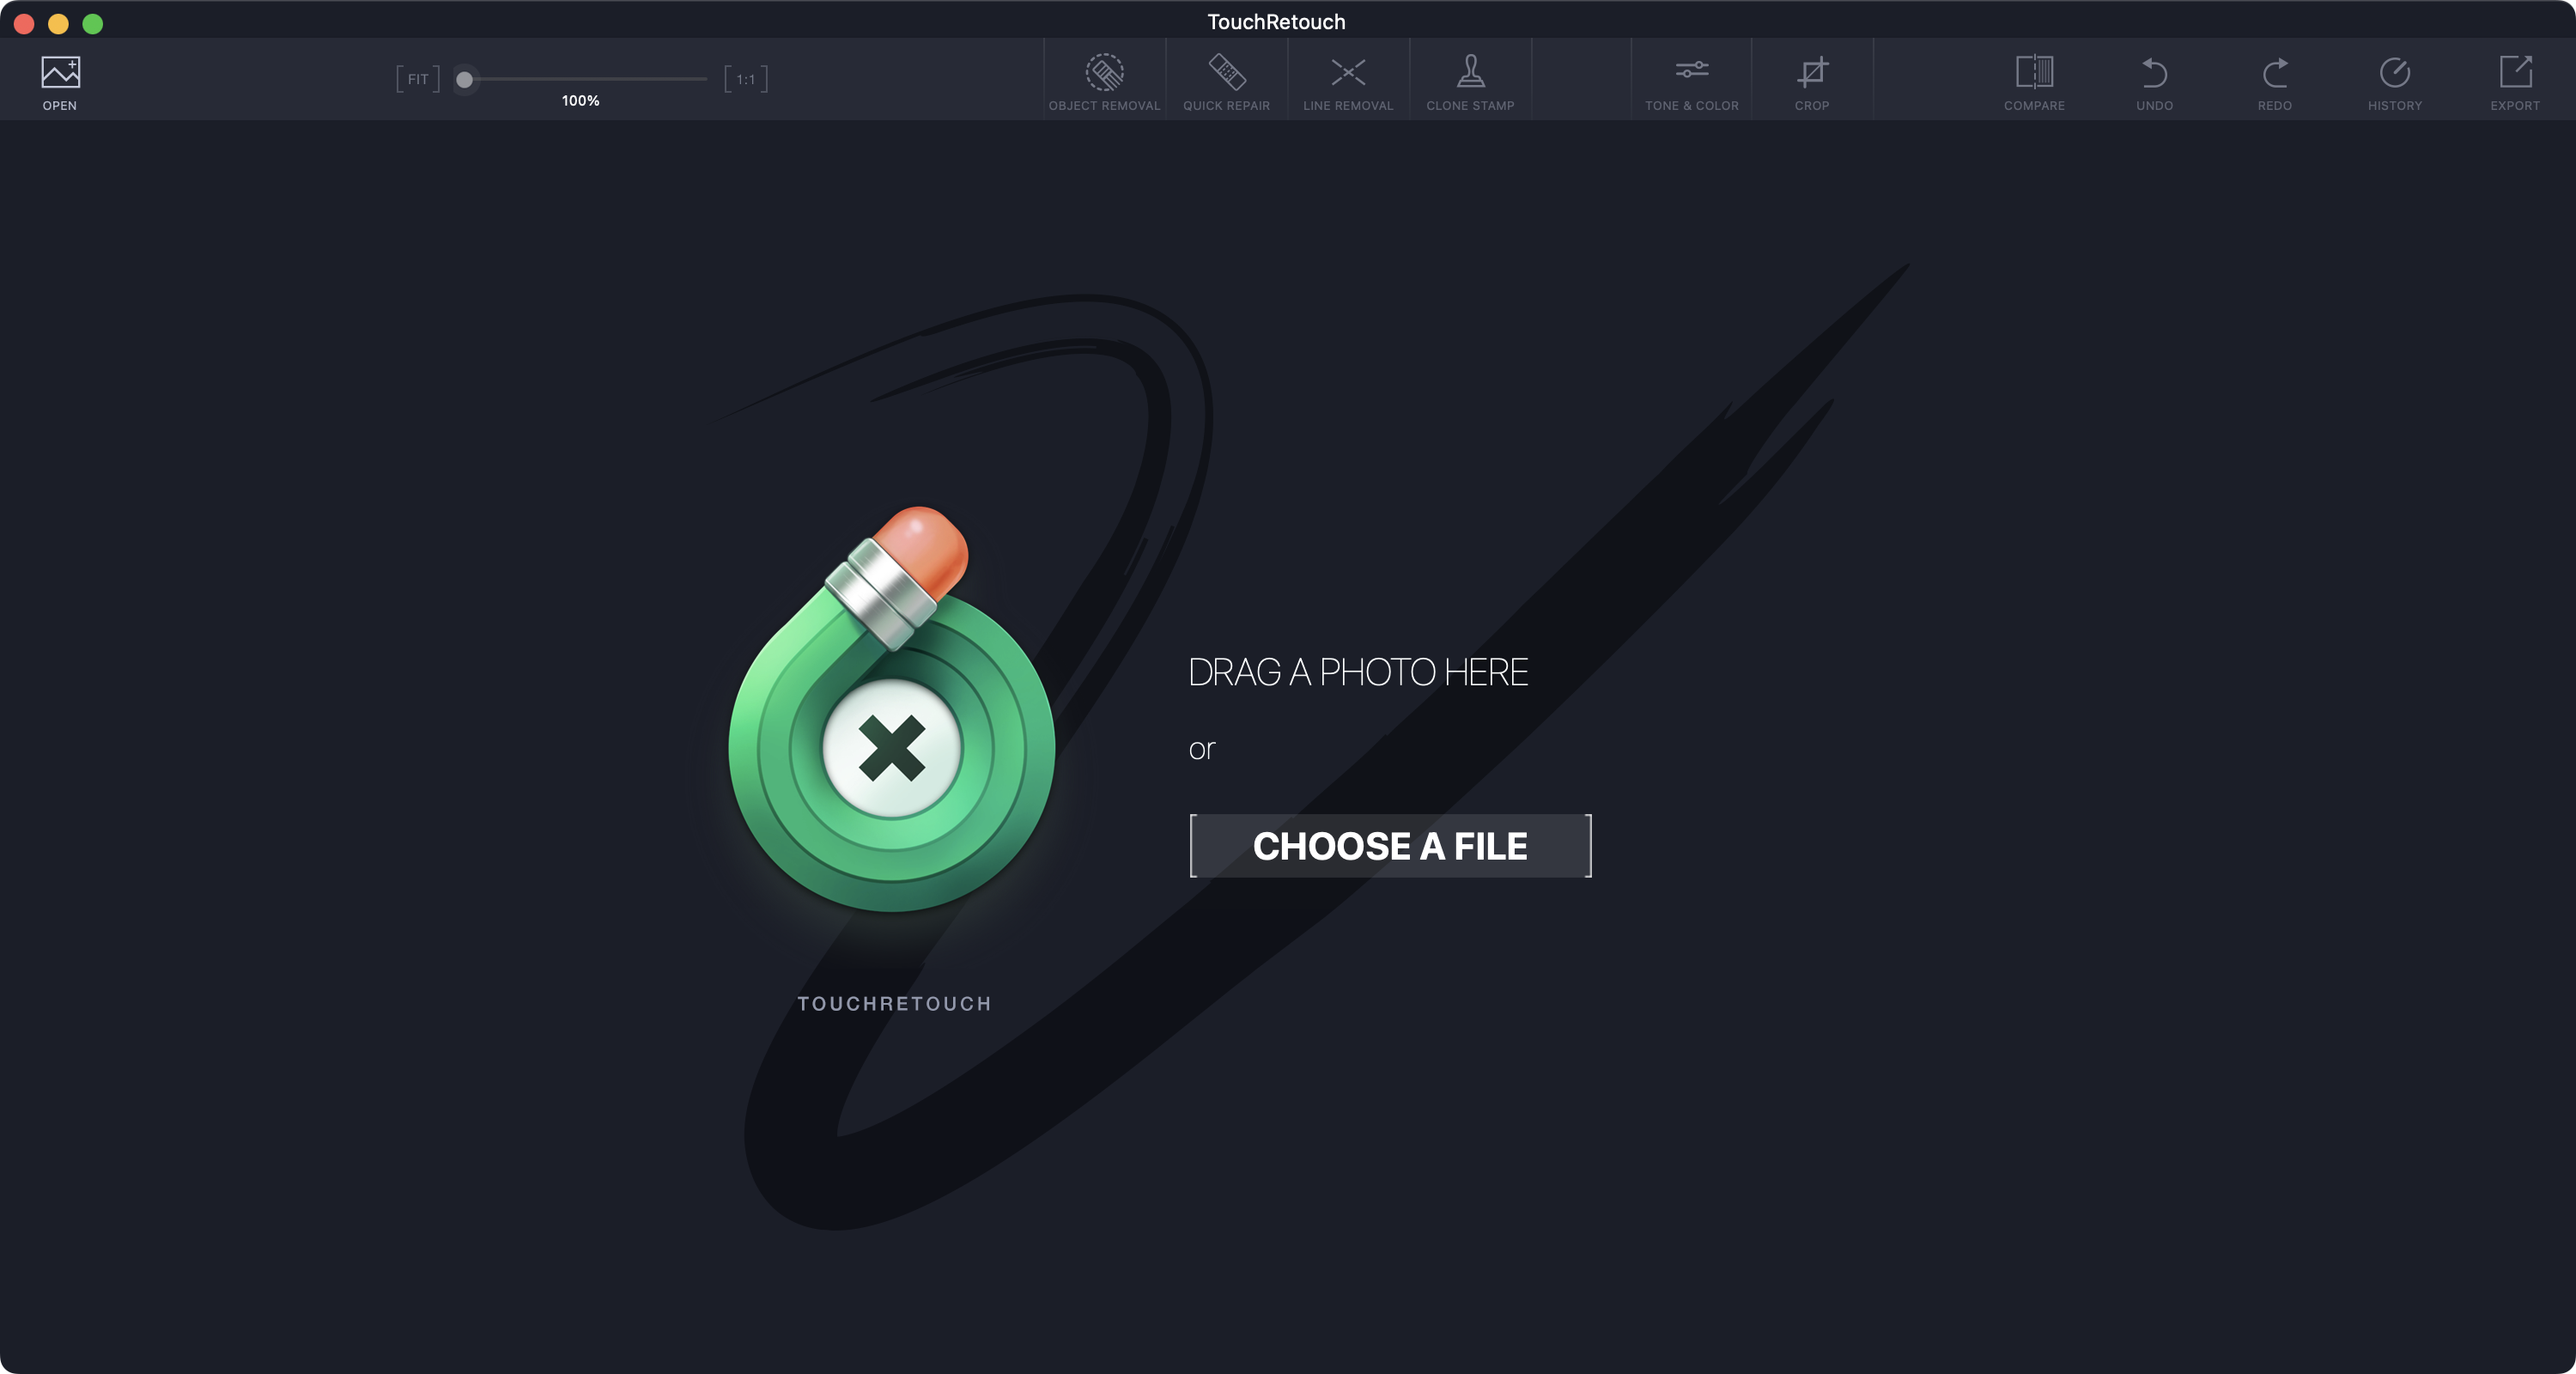 TouchRetouch
OPEN
FIT
100%
1:1
OBJECT REMOVAL
QUICK REPAIR
LINE REMOVAL
CLONE STAMP
TONE & COLOR
CROP
COMPARE
UNDO
REDO
HISTORY
EXPORT
DRAG A PHOTO HERE
or
CHOOSE A FILE
TOUCHRETOUCH